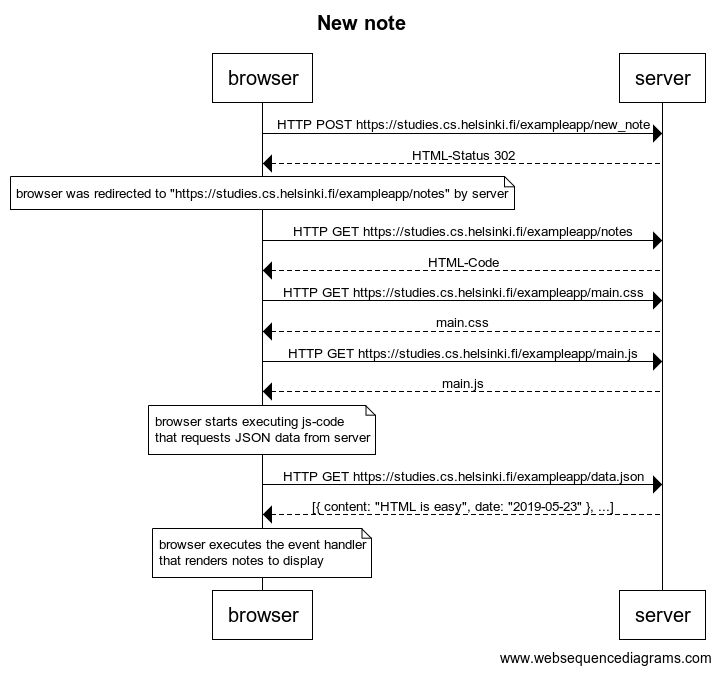 New note
browser
server
HTTP POST https://studies.cs.helsinki.fi/exampleapp/new_note
HTML-Status 302
browser was redirected to "https://studies.cs.helsinki.fi/exampleapp/notes" by server
HTTP GET https://studies.cs.helsinki.fi/exampleapp/notes
HTML-Code
HTTP GET https://studies.cs.helsinki.fi/exampleapp/main.css
main.css
HTTP GET https://studies.cs.helsinki.fi/exampleapp/main.js
main.js
browser starts executing js-code
that requests JSON data from server
HTTP GET https://studies.cs.helsinki.fi/exampleapp/data.json
[{ content: "HTML is easy", date: "2019-05-23" }, ...]
browser executes the event handler
that renders notes to display
browser
server
www.websequencediagrams.com